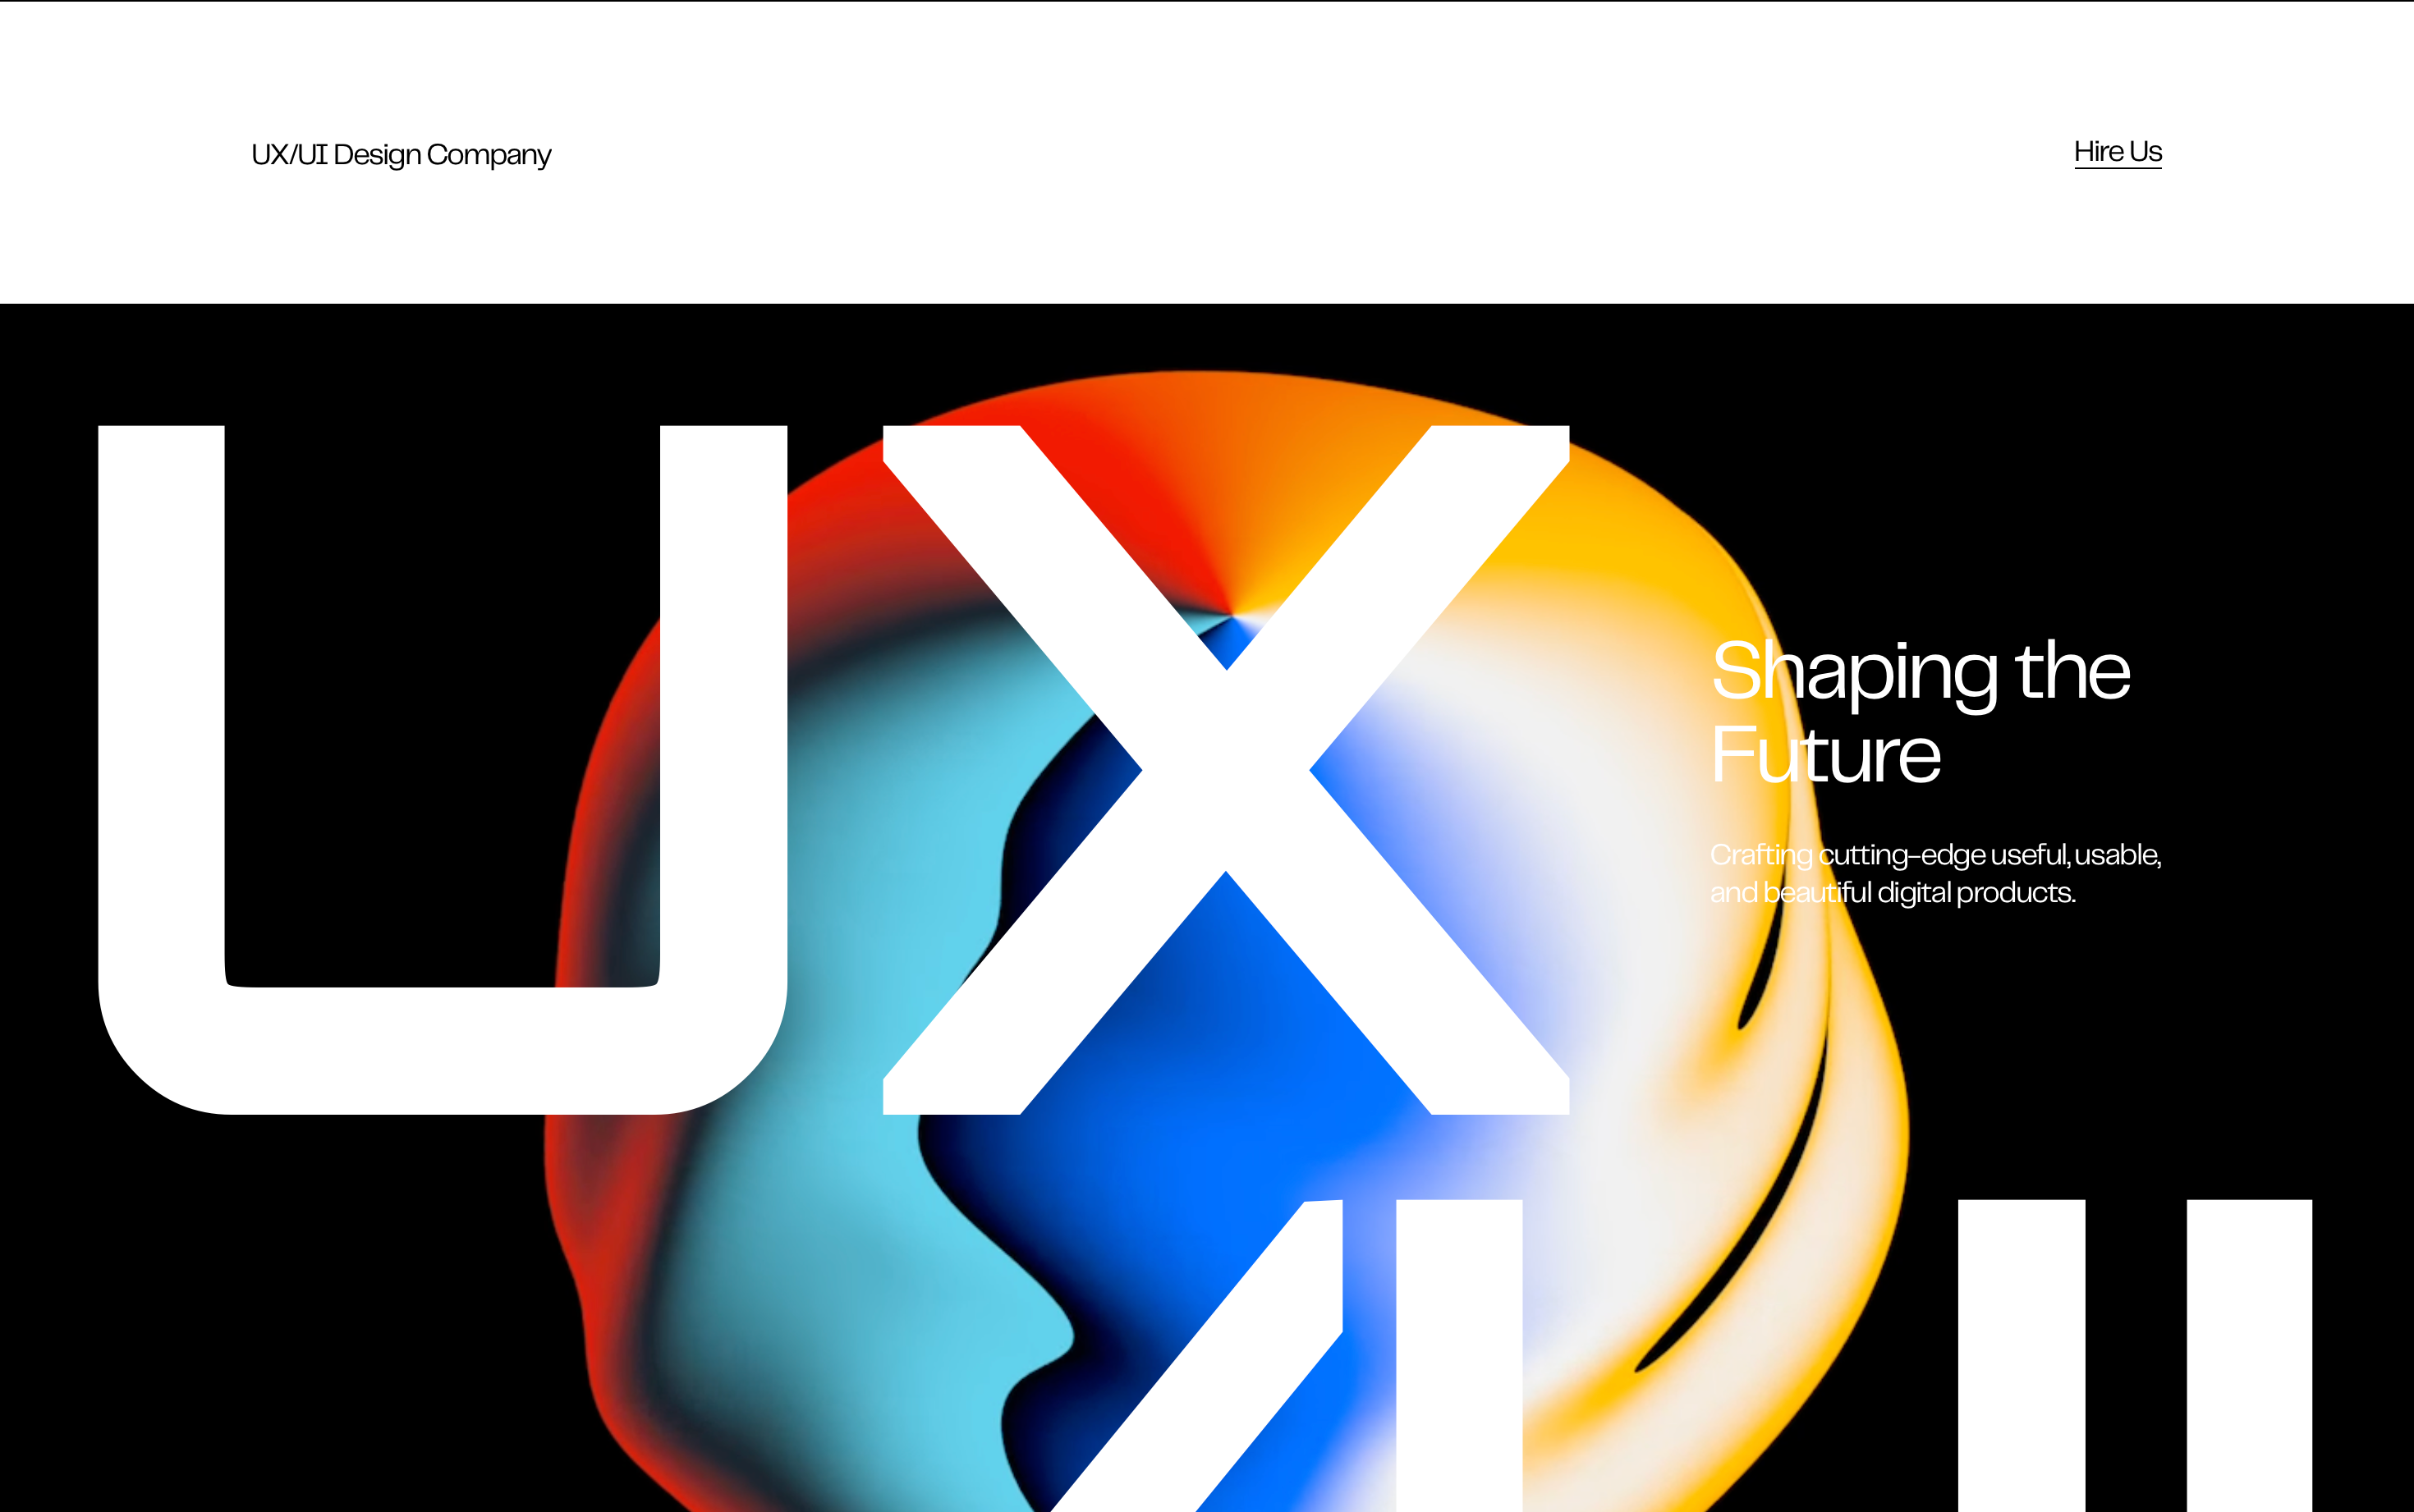 UX/UI Design Company
Hire Us
UX
Shaping the
Future
Crafting cutting-edge useful, usable,
and beautiful digital products.
/UI